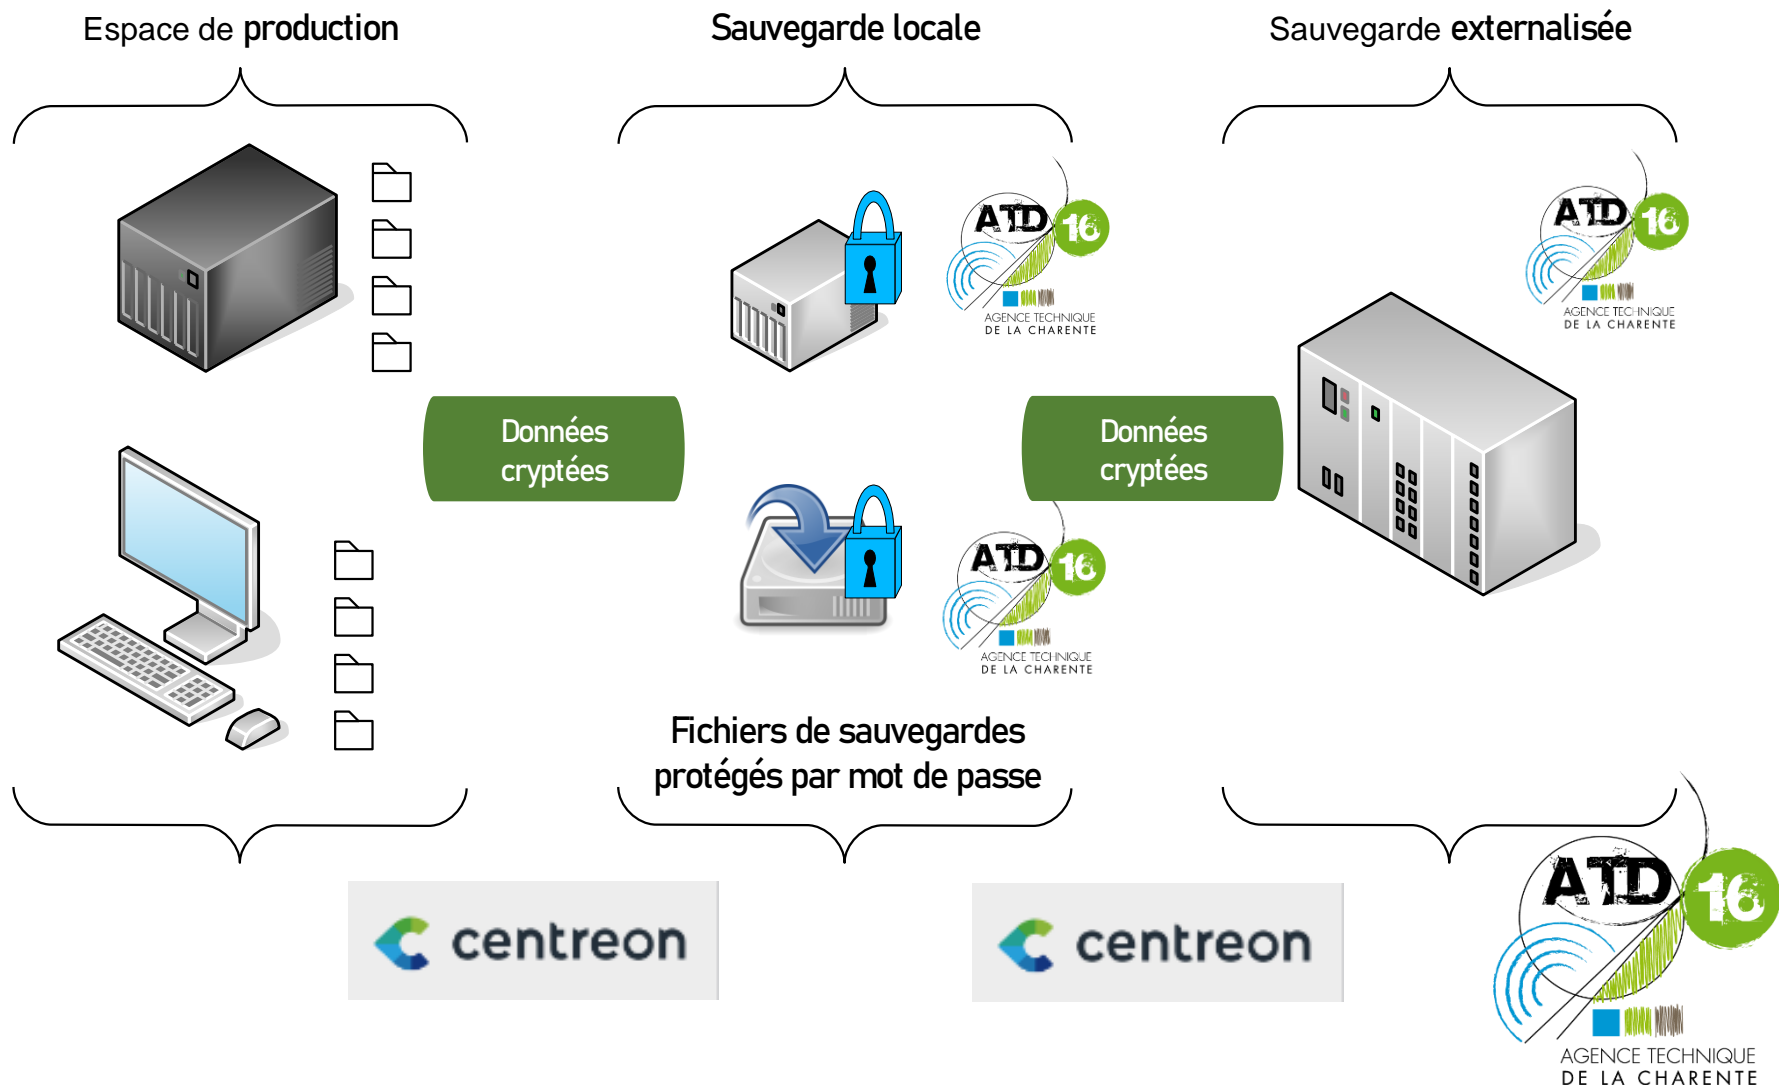 Espace de production
Sauvegarde locale
Sauvegarde externalisée
ATD 16
AGENCE TECHNIQUE
DE LA CHARENTE
ATD 16
AGENCE TECHNIQUE
DE LA CHARENTE
Données
cryptées
Données
cryptées
ATD 16
AGENCE TECHNIQUE
DE LA CHARENTE
Fichiers de sauvegardes
protégés par mot de passe
centreon
centreon
ATD 16
AGENCE TECHNIQUE
DE LA CHARENTE